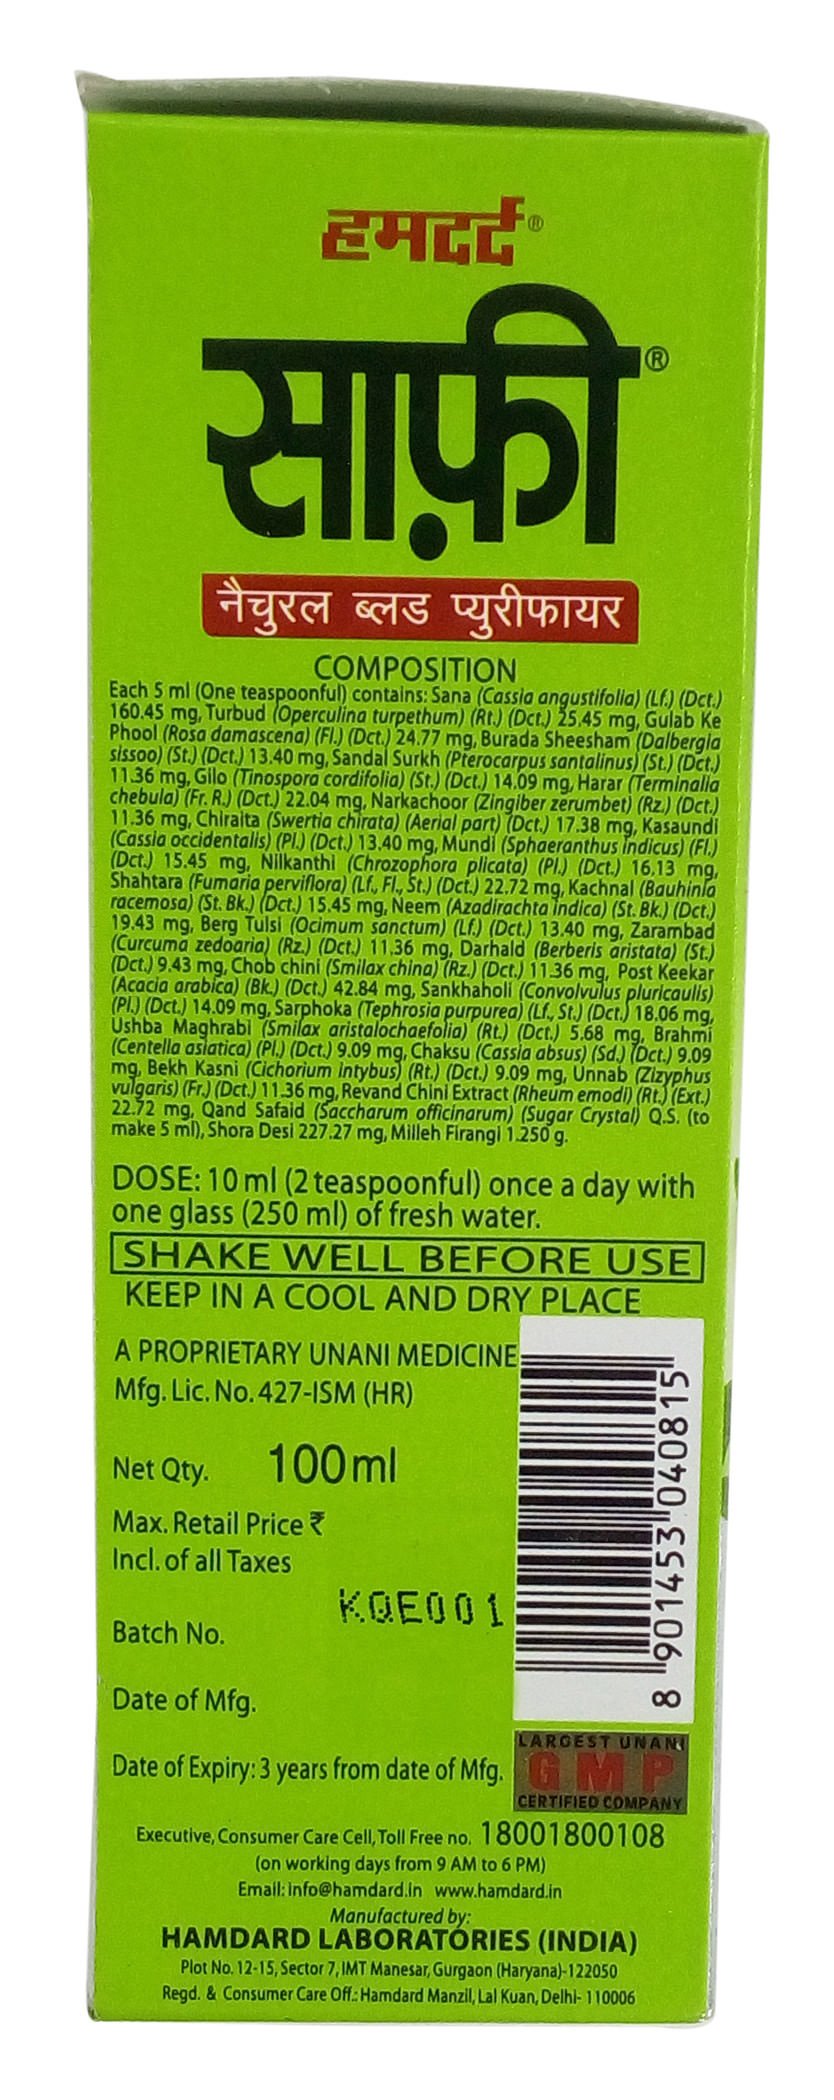 हमदर्द®
साफ़ी®
नैचुरल ब्लड प्युरीफायर
COMPOSITION
Each 5 ml (One teaspoonful) contains: Sana (Cassia angustifolia) (Lf.) (Dct.)
160.45 mg, Turbud (Operculina turpethum) (Rt.) (Dct.) 25.45 mg, Gulab Ke
Phool (Rosa damascena) (Fl.) (Dct.) 24.77 mg, Burada Sheesham (Dalbergia
sissoo) (St.) (Dct.) 13.40 mg, Sandal Surkh (Pterocarpus santalinus) (St.) (Dct.)
11.36 mg, Gilo (Tinospora cordifolia) (St.) (Dct.) 14.09 mg, Harar (Terminalia
chebula) (Fr. R.) (Dct.) 22.04 mg, Narkachoor (Zingiber zerumbet) (Rz.) (Dct.)
11.36 mg, Chiraita (Swertia chirata) (Aerial part) (Dct.) 17.38 mg, Kasaundi
(Cassia occidentalis) (Pl.) (Dct.) 13.40 mg, Mundi (Sphaeranthus indicus) (Fl.)
(Dct.) 15.45 mg, Nilkanthi (Chrozophora plicata) (Pl.) (Dct.) 16.13 mg,
Shahtara (Fumaria perviflora) (Lf., Fl., St.) (Dct.) 22.72 mg, Kachnal (Bauhinia
racemosa) (St. Bk.) (Dct.) 15.45 mg, Neem (Azadirachta indica) (St. Bk.) (Dct.)
19.43 mg, Berg Tulsi (Ocimum sanctum) (Lf.) (Dct.) 13.40 mg, Zarambad
(Curcuma zedoaria) (Rz.) (Dct.) 11.36 mg, Darhald (Berberis aristata) (St.)
(Dct.) 9.43 mg, Chob chini (Smilax china) (Rz.) (Dct.) 11.36 mg, Post Keekar
(Acacia arabica) (Bk.) (Dct.) 42.84 mg, Sankhaholi (Convolvulus pluricaulis)
(Pl.) (Dct.) 14.09 mg, Sarphoka (Tephrosia purpurea) (Lf., St.) (Dct.) 18.06 mg,
Ushba Maghrabi (Smilax aristalochaefolia) (Rt.) (Dct.) 5.68 mg, Brahmi
(Centella asiatica) (Pl.) (Dct.) 9.09 mg, Chaksu (Cassia absus) (Sd.) (Dct.) 9.09
mg, Bekh Kasni (Cichorium intybus) (Rt.) (Dct.) 9.09 mg, Unnab (Zizyphus
vulgaris) (Fr.) (Dct.) 11.36 mg, Revand Chini Extract (Rheum emodi) (Rt.) (Ext.)
22.72 mg, Qand Safaid (Saccharum officinarum) (Sugar Crystal) Q.S. (to
make 5 ml), Shora Desi 227.27 mg, Milleh Firangi 1.250 g.
DOSE: 10 ml (2 teaspoonful) once a day with
one glass (250 ml) of fresh water.
SHAKE WELL BEFORE USE
KEEP IN A COOL AND DRY PLACE
A PROPRIETARY UNANI MEDICINE
Mfg. Lic. No. 427-ISM (HR)
Net Qty. 100ml
Max. Retail Price ₹
Incl. of all Taxes
KQE001
Batch No.
Date of Mfg.
Date of Expiry: 3 years from date of Mfg.
8 901453 040815
LARGEST UNANI
GMP
CERTIFIED COMPANY
Executive, Consumer Care Cell, Toll Free no. 18001800108
(on working days from 9 AM to 6 PM)
Email: info@hamdard.in www.hamdard.in
Manufactured by:
HAMDARD LABORATORIES (INDIA)
Plot No. 12-15, Sector 7, IMT Manesar, Gurgaon (Haryana)-122050
Regd. & Consumer Care Off.: Hamdard Manzil, Lal Kuan, Delhi- 110006